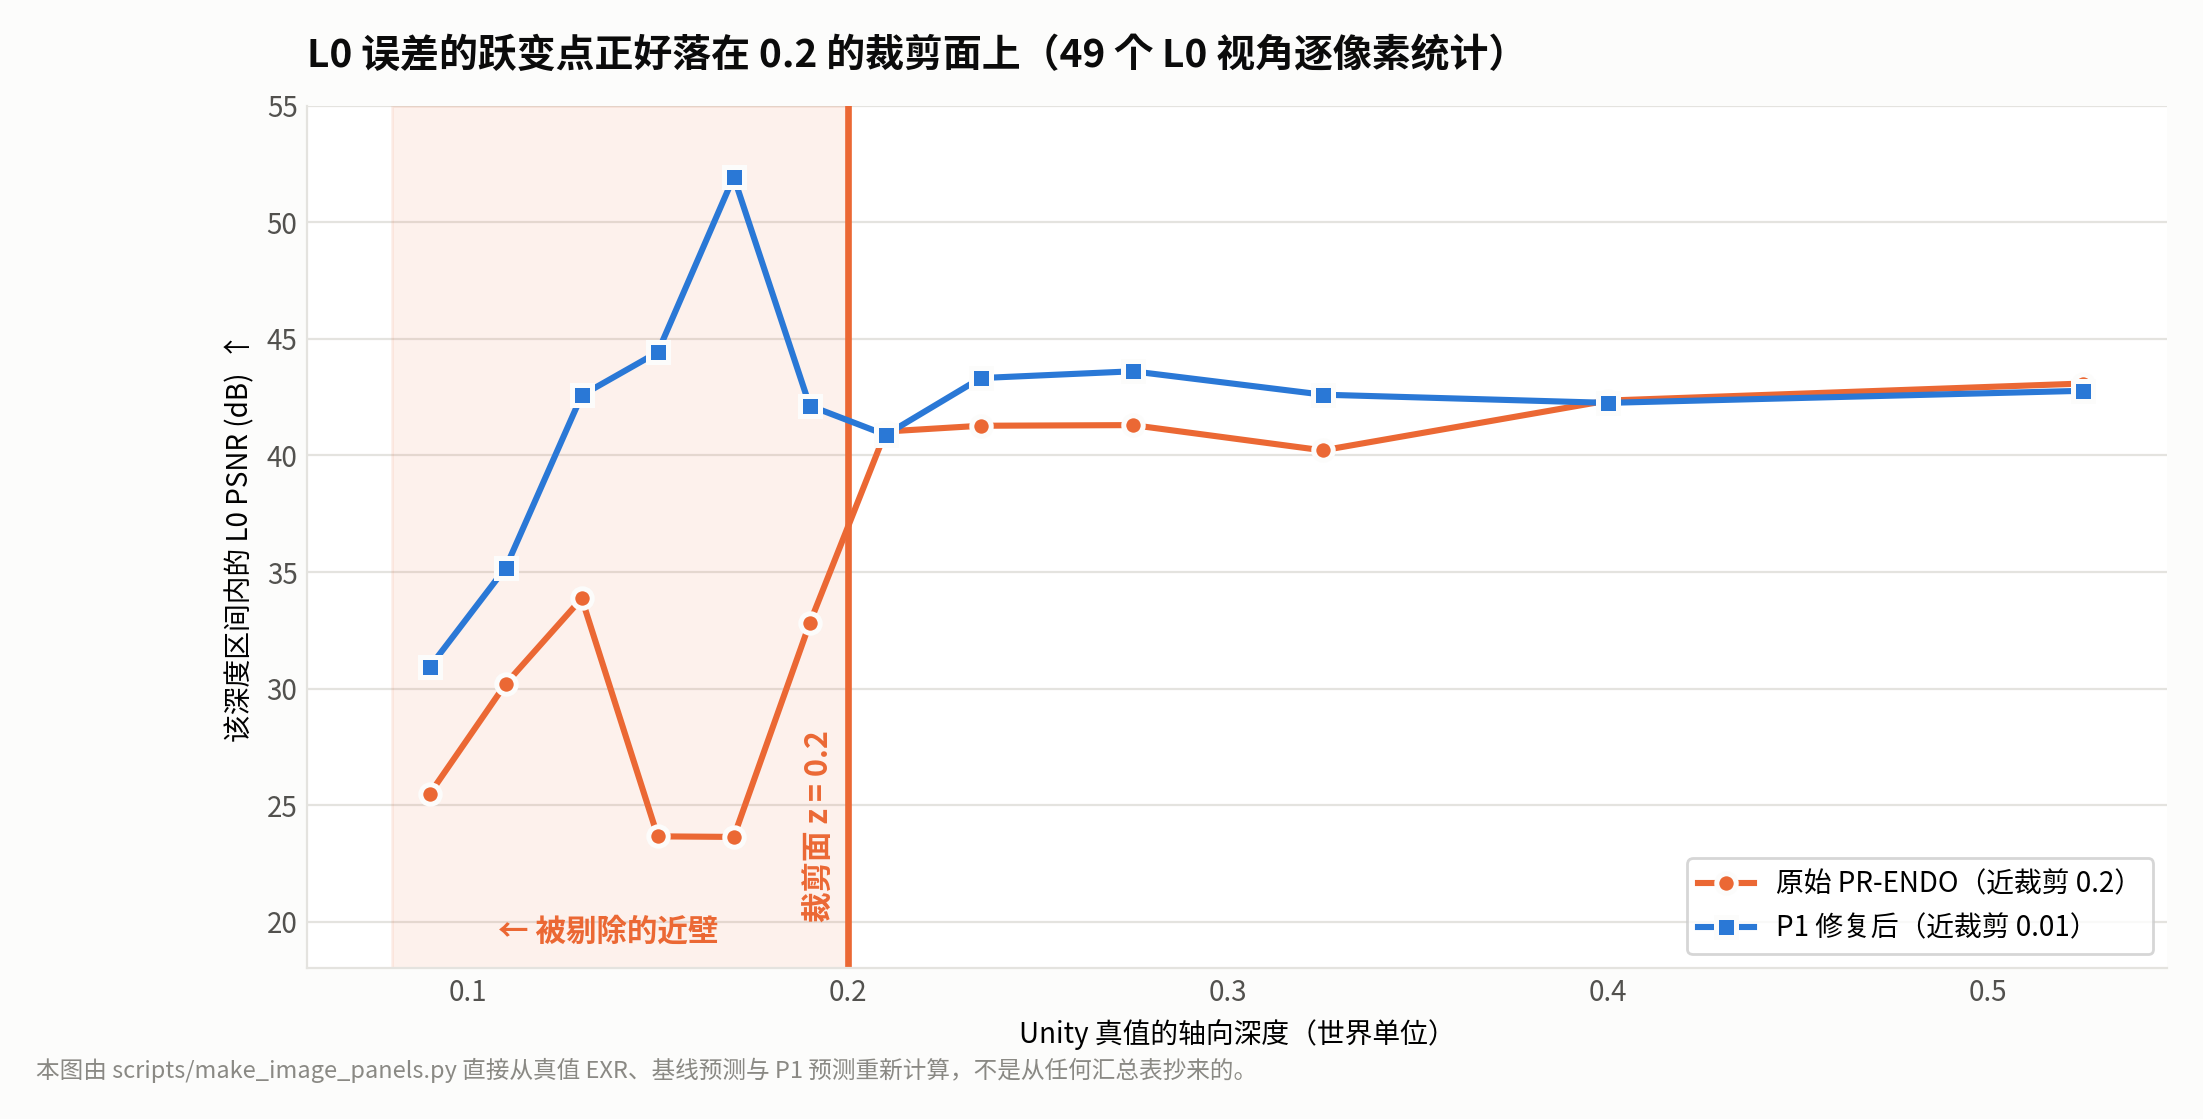 L0 误差的跃变点正好落在 0.2 的裁剪面上（49 个 L0 视角逐像素统计）
55
50
45
40
35
30
25
20
该深度区间内的 L0 PSNR (dB) ↑
裁剪面 z = 0.2
← 被剔除的近壁
原始 PR-ENDO（近裁剪 0.2）
P1 修复后（近裁剪 0.01）
0.1
0.2
0.3
0.4
0.5
Unity 真值的轴向深度（世界单位）
本图由 scripts/make_image_panels.py 直接从真值 EXR、基线预测与 P1 预测重新计算，不是从任何汇总表抄来的。